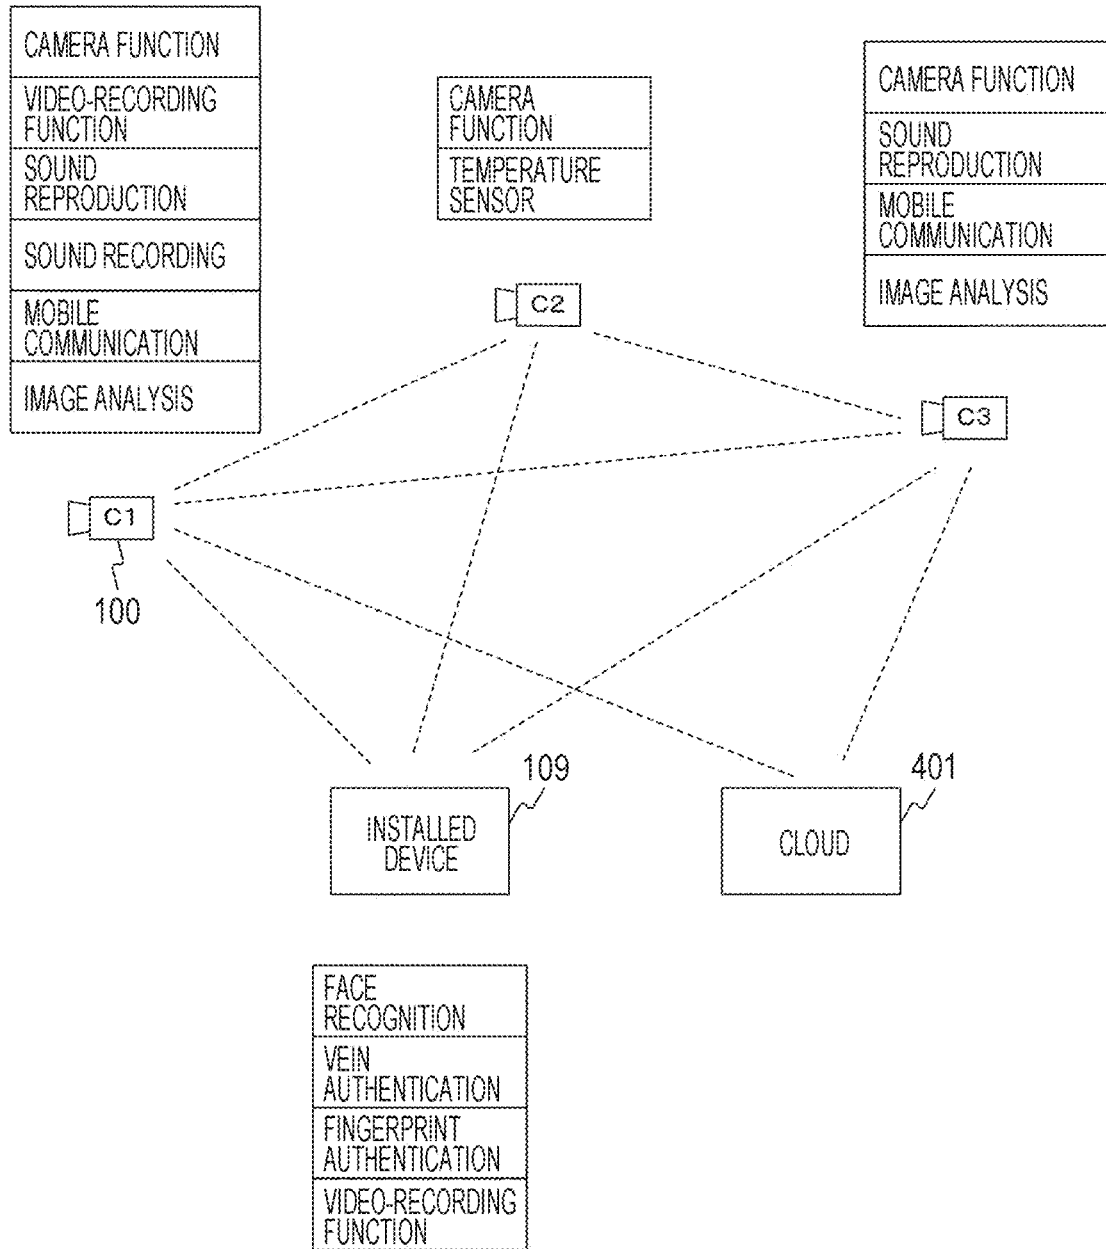 CAMERA FUNCTION
VIDEO-RECORDING
FUNCTION
SOUND
REPRODUCTION
SOUND RECORDING
MOBILE
COMMUNICATION
IMAGE ANALYSIS
CAMERA
FUNCTION
TEMPERATURE
SENSOR
CAMERA FUNCTION
SOUND
REPRODUCTION
MOBILE
COMMUNICATION
IMAGE ANALYSIS
C2
C3
C1
100
109
401
INSTALLED
DEVICE
CLOUD
FACE
RECOGNITION
VEIN
AUTHENTICATION
FINGERPRINT
AUTHENTICATION
VIDEO-RECORDING
FUNCTION